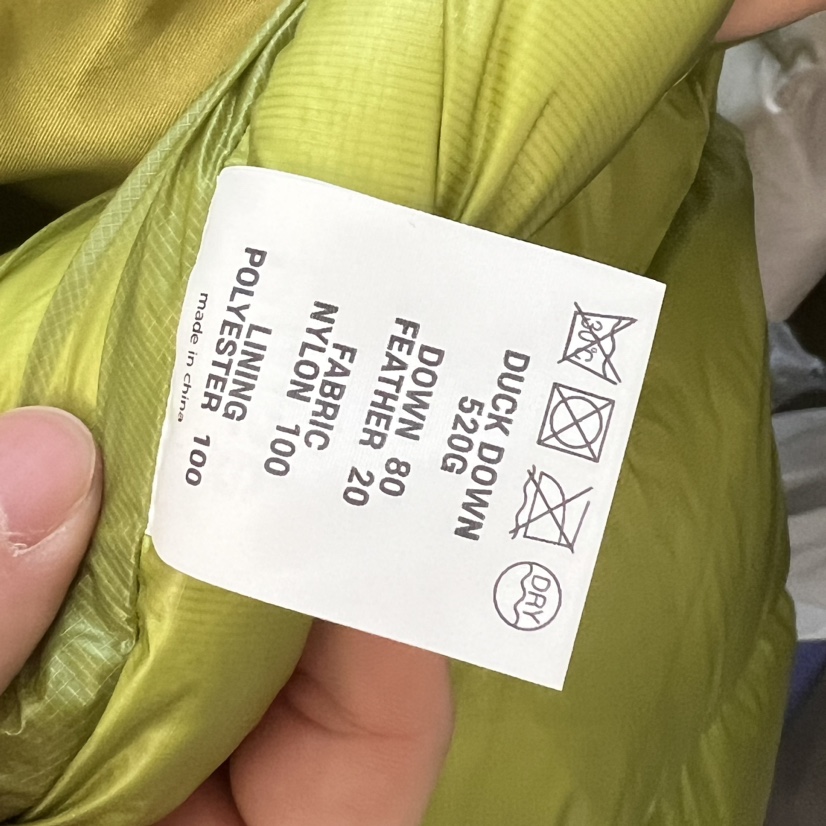 30°C
DRY
DUCK DOWN
520G
DOWN 80
FEATHER 20
FABRIC
NYLON 100
LINING
POLYESTER 100
made in china